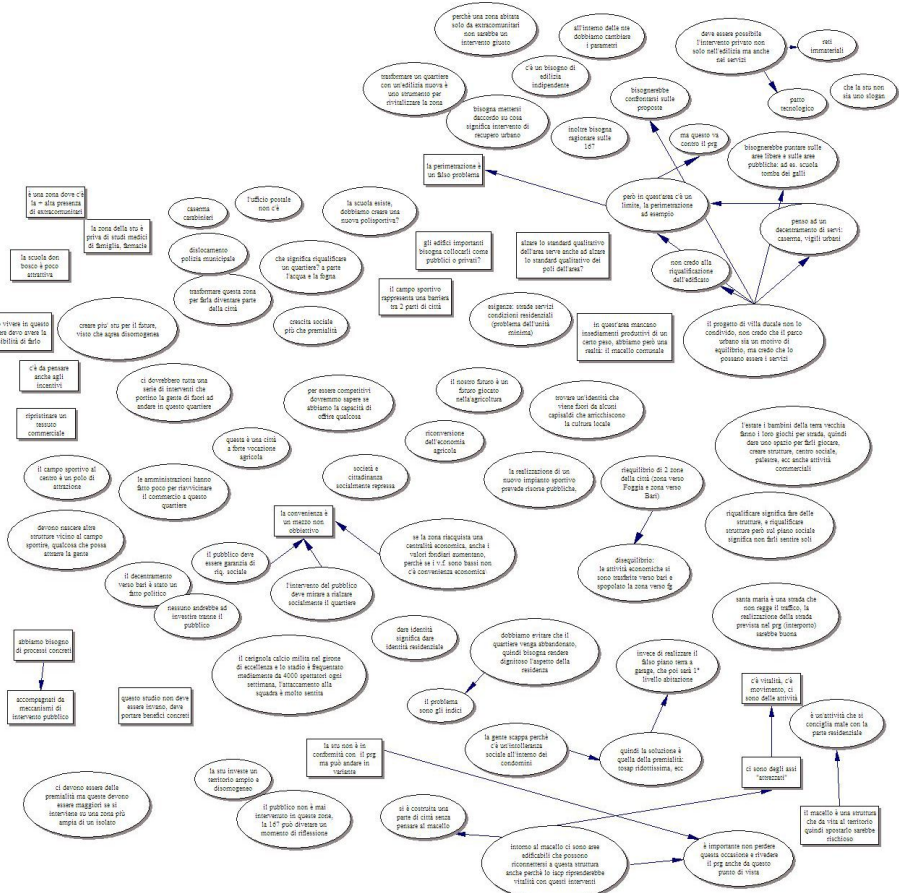 perchè una zona abitata
solo da extracomunitari
non sarebbe un
intervento giusto
all'interno delle nte
dobbiamo cambiare
i parametri
deve essere possibile
l'intervento privato non
solo nell'edilizia ma anche
nei servizi
reti
immateriali
trasformare un quartiere
con un'edilizia nuova è
uno strumento per
rivitalizzare la zona
c'è un bisogno di
edilizia
indipendente
bisognerebbe
confrontarsi sulle
proposte
patto
tecnologico
che la stu non
sia uno slogan
bisogna mettersi
daccordo su cosa
significa intervento di
recupero urbano
inoltre bisogna
ragionare sulle
167
ma questo va
contro il prg
bisognerebbe puntare sulle
aree libere e sulle aree
pubbliche: ad es. scuola
tomba dei galli
la perimetrazione è
un falso problema
però in quest'area c'è un
limite, la perimetrazione
ad esempio
penso ad un
decentramento di servi:
caserma, vigili urbani
non credo alla
riqualificazione
dell'edificato
il progetto di villa ducale non lo
condivido, non credo che il parco
urbano sia un motivo di
equilibrio, ma credo che lo
possano essere i servizi
è una zona dove c'è
la + alta presenza
di extracomunitari
la zona della stu è
priva di studi medici
di famiglia, farmacie
la scuola don
bosco è poco
attrattiva
caserma
carabinieri
l'ufficio postale
non c'è
la scuola esiste,
dobbiamo creare una
nuova polisportiva?
dislocamento
polizia municipale
che significa riqualificare
un quartiere? a parte
l'acqua e la fogna
gli edifici importanti
bisogna collocarli come
pubblici o privati?
alzare lo standard qualitativo
dell'area serve anche ad alzare
lo standard qualitativo dei
poli dell'area?
trasformare questa zona
per farla diventare parte
della città
crescita sociale
più che premialità
il campo sportivo
rappresenta una barriera
tra 2 parti di città
esigenze: strade servizi
condizioni residenziali
(problema dell'unità
minima)
in quest'area mancano
insediamenti produttivi di un
certo peso, abbiamo però una
realtà: il macello comunale
vivere in questo
devo avere la
di farlo
creare piu' stu per il futuro,
visto che aqrea disomogenea
c'è da pensare
anche agli
incentivi
ripristinare un
tessuto
commerciale
ci dovrebbero tutta una
serie di interventi che
portino la gente di fuori ad
andare in questo quartiere
per essere competitivi
dovremmo sapere se
abbiamo la capacità di
offrire qualcosa
il nostro futuro è un
futuro giocato
nella'agricoltura
trovare un'identità che
viene fuori da alcuni
capisaldi che arricchiscono
la cultura locale
l'estate i bambini della terra vecchia
fanno i loro giochi per strada, quindi
dare uno spazio per farli giocare,
creare strutture, centro sociale,
palestre, ecc anche attività
commerciali
questa è una città
a forte vocazione
agricola
riconversione
dell'economia
agricola
il campo sportivo al
centro è un polo di
attrazione
le amministrazioni hanno
fatto poco per riavvicinare
il commercio a questo
quartiere
società e
cittadinanza
socialmente repressa
la realizzazione di un
nuovo impianto sportivo
prevede risorse pubbliche,
riequilibrio di 2 zone
della città (zona verso
Foggia e zona verso
Bari)
riqualificare significa fare delle
strutture, e riqualificare
strutture però sul piano sociale
significa non farli sentire soli
devono nascere altre
strutture vicino al campo
sportivo, qualcosa che possa
attrarre la gente
la convenienza è
un mezzo non
obbiettivo
il pubblico deve
essere garanzia di
riq. sociale
se la zona riacquista una
centralità economica, anche i
valori fondiari aumentano,
perchè se i v.f. sono bassi non
c'è convenienza economica
disequilibrio:
le attività economiche si
sono trasferite verso bari e
spopolato la zona verso fg
il decentramento
verso bari è stato un
fatto politico
nessuno andrebbe ad
investire tranne il
pubblico
l'intervento del pubblico
deve mirare a rialzare
socialmente il quartiere
santa maria è una strada che
non regge il traffico, la
realizzazione della strada
prevista nel prg (interporto)
sarebbe buona
abbiamo bisogno
di processi concreti
accompagnati da
meccanismi di
intervento pubblico
questo studio non deve
essere invano, deve
portare benefici concreti
il cerignola calcio milita nel girone
di eccellenza e lo stadio è frequentato
mediamente da 4000 spettatori ogni
settimana, l'attaccamento alla
squadra è molto sentita
dare identità
significa dare
identità residenziale
dobbiamo evitare che il
quartiere venga abbandonato,
quindi bisogna rendere
dignitoso l'aspetto della
residenza
il problema
sono gli indici
invece di realizzare il
falso piano terra a
garage, che poi sarà 1°
livello abitazione
c'è vitalità, c'è
movimento, ci
sono delle attività
è un'attività che si
concilia male con la
parte residenziale
la gente scappa perchè
c'è un'intolleranza
sociale all'interno dei
condomini
quindi la soluzione è
quella della premialità:
tosap ridottissima, ecc
ci sono degli assi
"attrezzati"
il macello è una struttura
che da vita al territorio
quindi spostarlo sarebbe
rischioso
la stu non è in
conformità con il prg
ma può andare in
variante
la stu investe un
territorio ampio e
disomogeneo
ci devono essere delle
premialità ma queste devono
essere maggiori se si
interviene su una zona più
ampia di un isolato
il pubblico non è mai
intervenuto in queste zone,
la 167 può divetare un
momento di riflessione
si è costruita una
parte di città senza
pensare al macello
intorno al macello ci sono aree
edificabili che possono
riconnettersi a questa struttura
anche perchè lo iacp riprenderebbe
vitalità con questi interventi
è importante non perdere
questa occasione e rivedere
il prg anche da questo
punto di vista